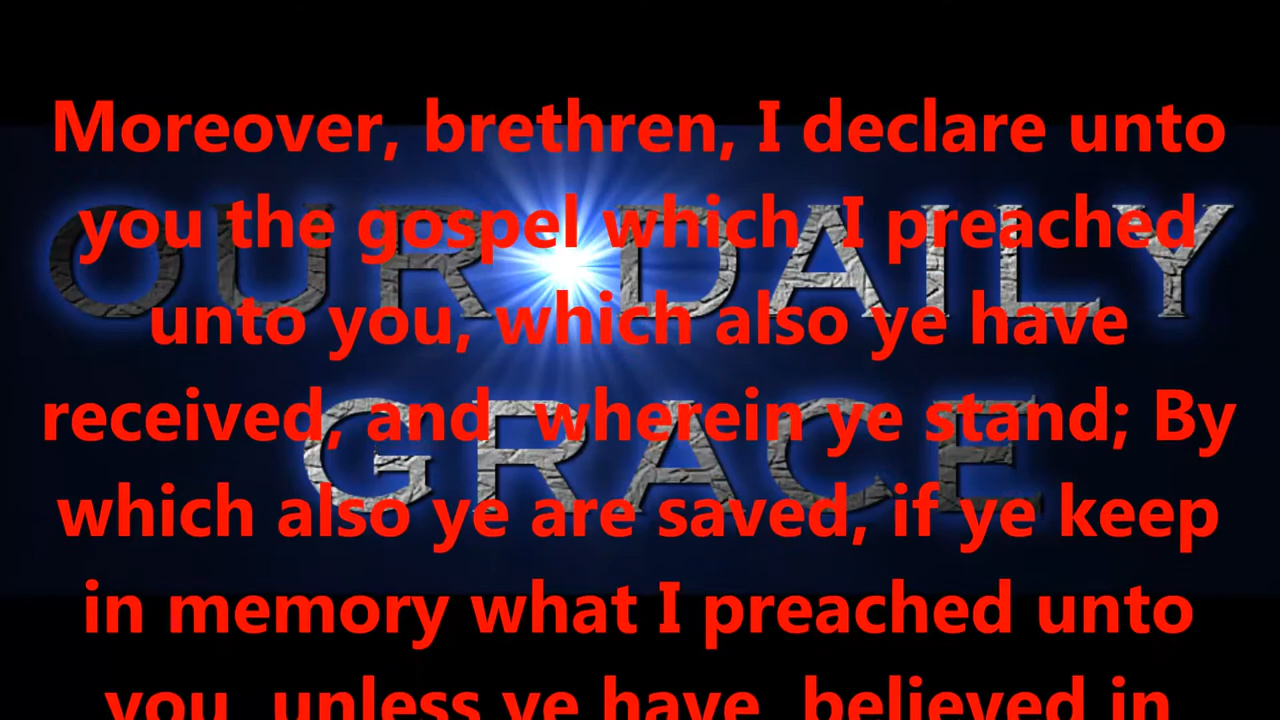 Moreover, brethren, I declare unto
you the gospel which I preached
unto you, which also ye have
received, and wherein ye stand; By
which also ye are saved, if ye keep
in memory what I preached unto
you, unless ye have believed in
OUR DAILY
GRACE